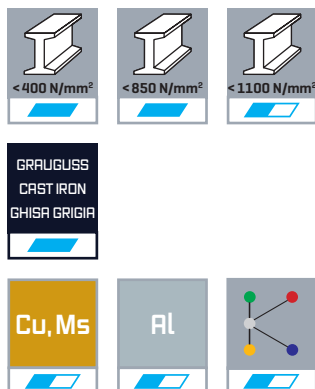 <400 N/mm²
<850 N/mm²
<1100 N/mm²
GRAUGUSS
CAST IRON
GHISA GRIGIA
Cu, Ms
Al